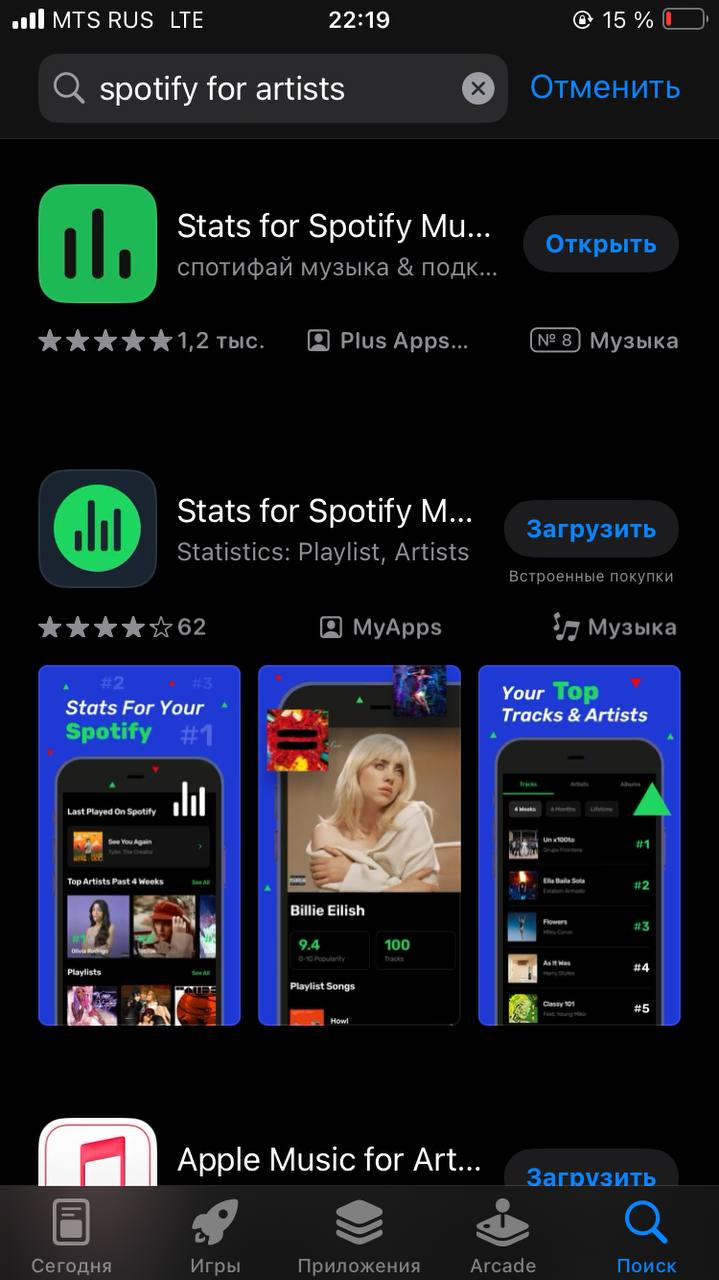 MTS RUS LTE 22:19 15 %
spotify for artists Отменить
Stats for Spotify Mu...
спотифай музыка & подк...
Открыть
1,2 тыс. Plus Apps... № 8 Музыка
Stats for Spotify M...
Statistics: Playlist, Artists
Загрузить
Встроенные покупки
62 MyApps Музыка
#2 #3
Stats For Your
Spotify #1
Last Played On Spotify
See You Again
Tyler, The Creator
Top Artists Past 4 Weeks See All
#1
Olivia Rodrigo
Playlists See All
Billie Eilish
9.4 100
0-10 Popularity Tracks
Playlist Songs
Howl
Your Top
Tracks & Artists
Tracks Artists Albums
4 Weeks 6 Months Lifetime
Un x100to #1
Grupo Frontera
Ella Baila Sola #2
Eslabon Armado
Flowers #3
Miley Cyrus
As It Was #4
Harry Styles
Classy 101 #5
Feid, Young Miko
Apple Music for Art...
Загрузить
Сегодня Игры Приложения Arcade Поиск